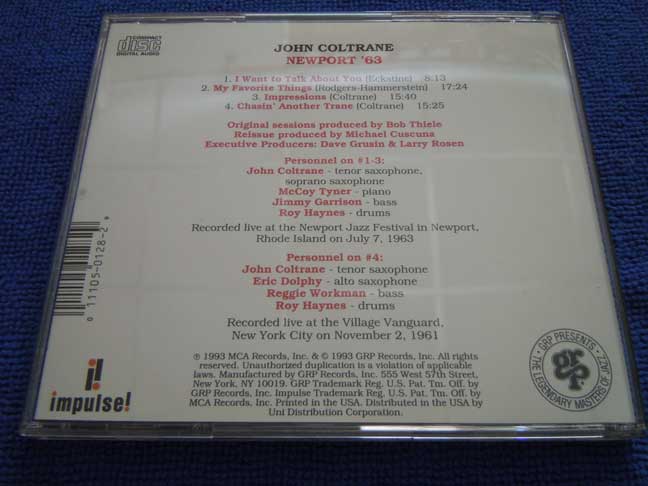 COMPACT
disc
DIGITAL AUDIO
JOHN COLTRANE
NEWPORT '63
1. I Want to Talk About You (Eckstine) 8:13
2. My Favorite Things (Rodgers-Hammerstein) 17:24
3. Impressions (Coltrane) 15:40
4. Chasin' Another Trane (Coltrane) 15:25
Original sessions produced by Bob Thiele
Reissue produced by Michael Cuscuna
Executive Producers: Dave Grusin & Larry Rosen
Personnel on #1-3:
John Coltrane - tenor saxophone,
soprano saxophone
McCoy Tyner - piano
Jimmy Garrison - bass
Roy Haynes - drums
Recorded live at the Newport Jazz Festival in Newport,
Rhode Island on July 7, 1963
Personnel on #4:
John Coltrane - tenor saxophone
Eric Dolphy - alto saxophone
Reggie Workman - bass
Roy Haynes - drums
Recorded live at the Village Vanguard,
New York City on November 2, 1961
℗ 1993 MCA Records, Inc. & © 1993 GRP Records, Inc. All rights
reserved. Unauthorized duplication is a violation of applicable
laws. Manufactured by GRP Records, Inc. 555 West 57th Street,
New York, NY 10019. GRP Trademark Reg. U.S. Pat. Tm. Off. by
GRP Records, Inc. Impulse Trademark Reg. U.S. Pat. Tm. Off. by
MCA Records, Inc. Printed in the USA. Distributed in the USA by
Uni Distribution Corporation.
0 11105-0128-2 9
i!
impulse!
GRP PRESENTS
grp
THE LEGENDARY MASTERS OF JAZZ